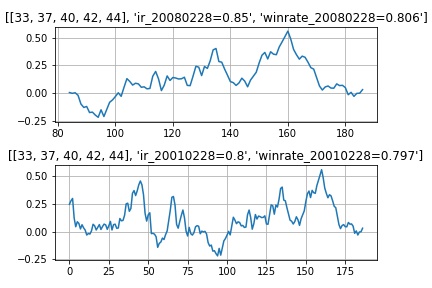 [[33, 37, 40, 42, 44], 'ir_20080228=0.85', 'winrate_20080228=0.806']
0.50
0.25
0.00
−0.25
80 100 120 140 160 180
[[33, 37, 40, 42, 44], 'ir_20010228=0.8', 'winrate_20010228=0.797']
0.50
0.25
0.00
−0.25
0 25 50 75 100 125 150 175